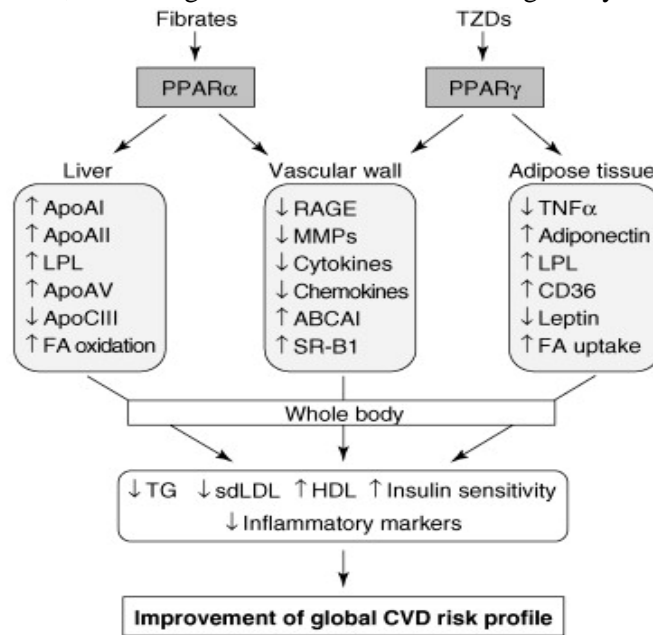 Fibrates TZDs
PPARα PPARγ
Liver Vascular wall Adipose tissue
↑ ApoAI
↑ ApoAII
↑ LPL
↑ ApoAV
↓ ApoCIII
↑ FA oxidation
↓ RAGE
↓ MMPs
↓ Cytokines
↓ Chemokines
↑ ABCAI
↑ SR-B1
↓ TNFα
↑ Adiponectin
↑ LPL
↑ CD36
↓ Leptin
↑ FA uptake
Whole body
↓ TG ↓ sdLDL ↑ HDL ↑ Insulin sensitivity
↓ Inflammatory markers
Improvement of global CVD risk profile